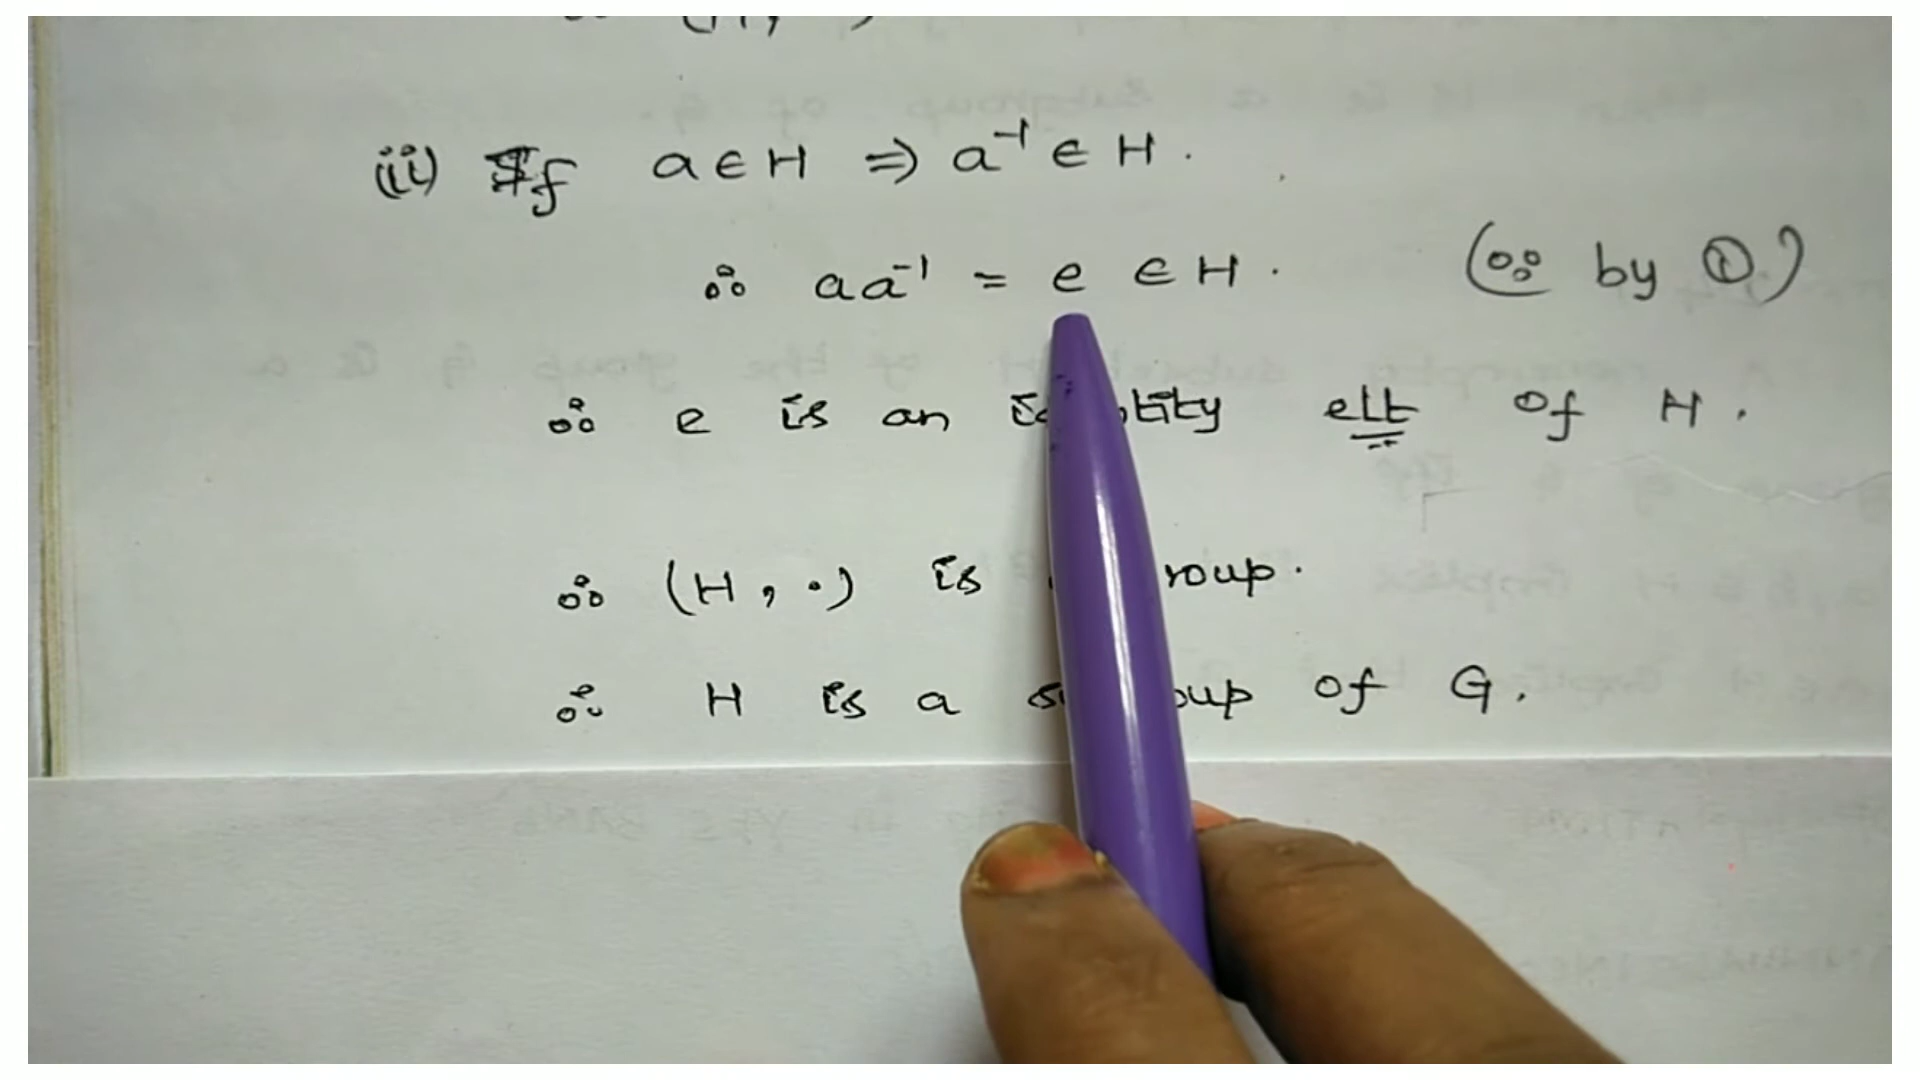 (ii) If a ∈ H ⇒ a⁻¹ ∈ H.
∴ aa⁻¹ = e ∈ H. (∵ by ①)
∴ e is an elt of H.
∴ (H, ·) is
∴ H is a of G.